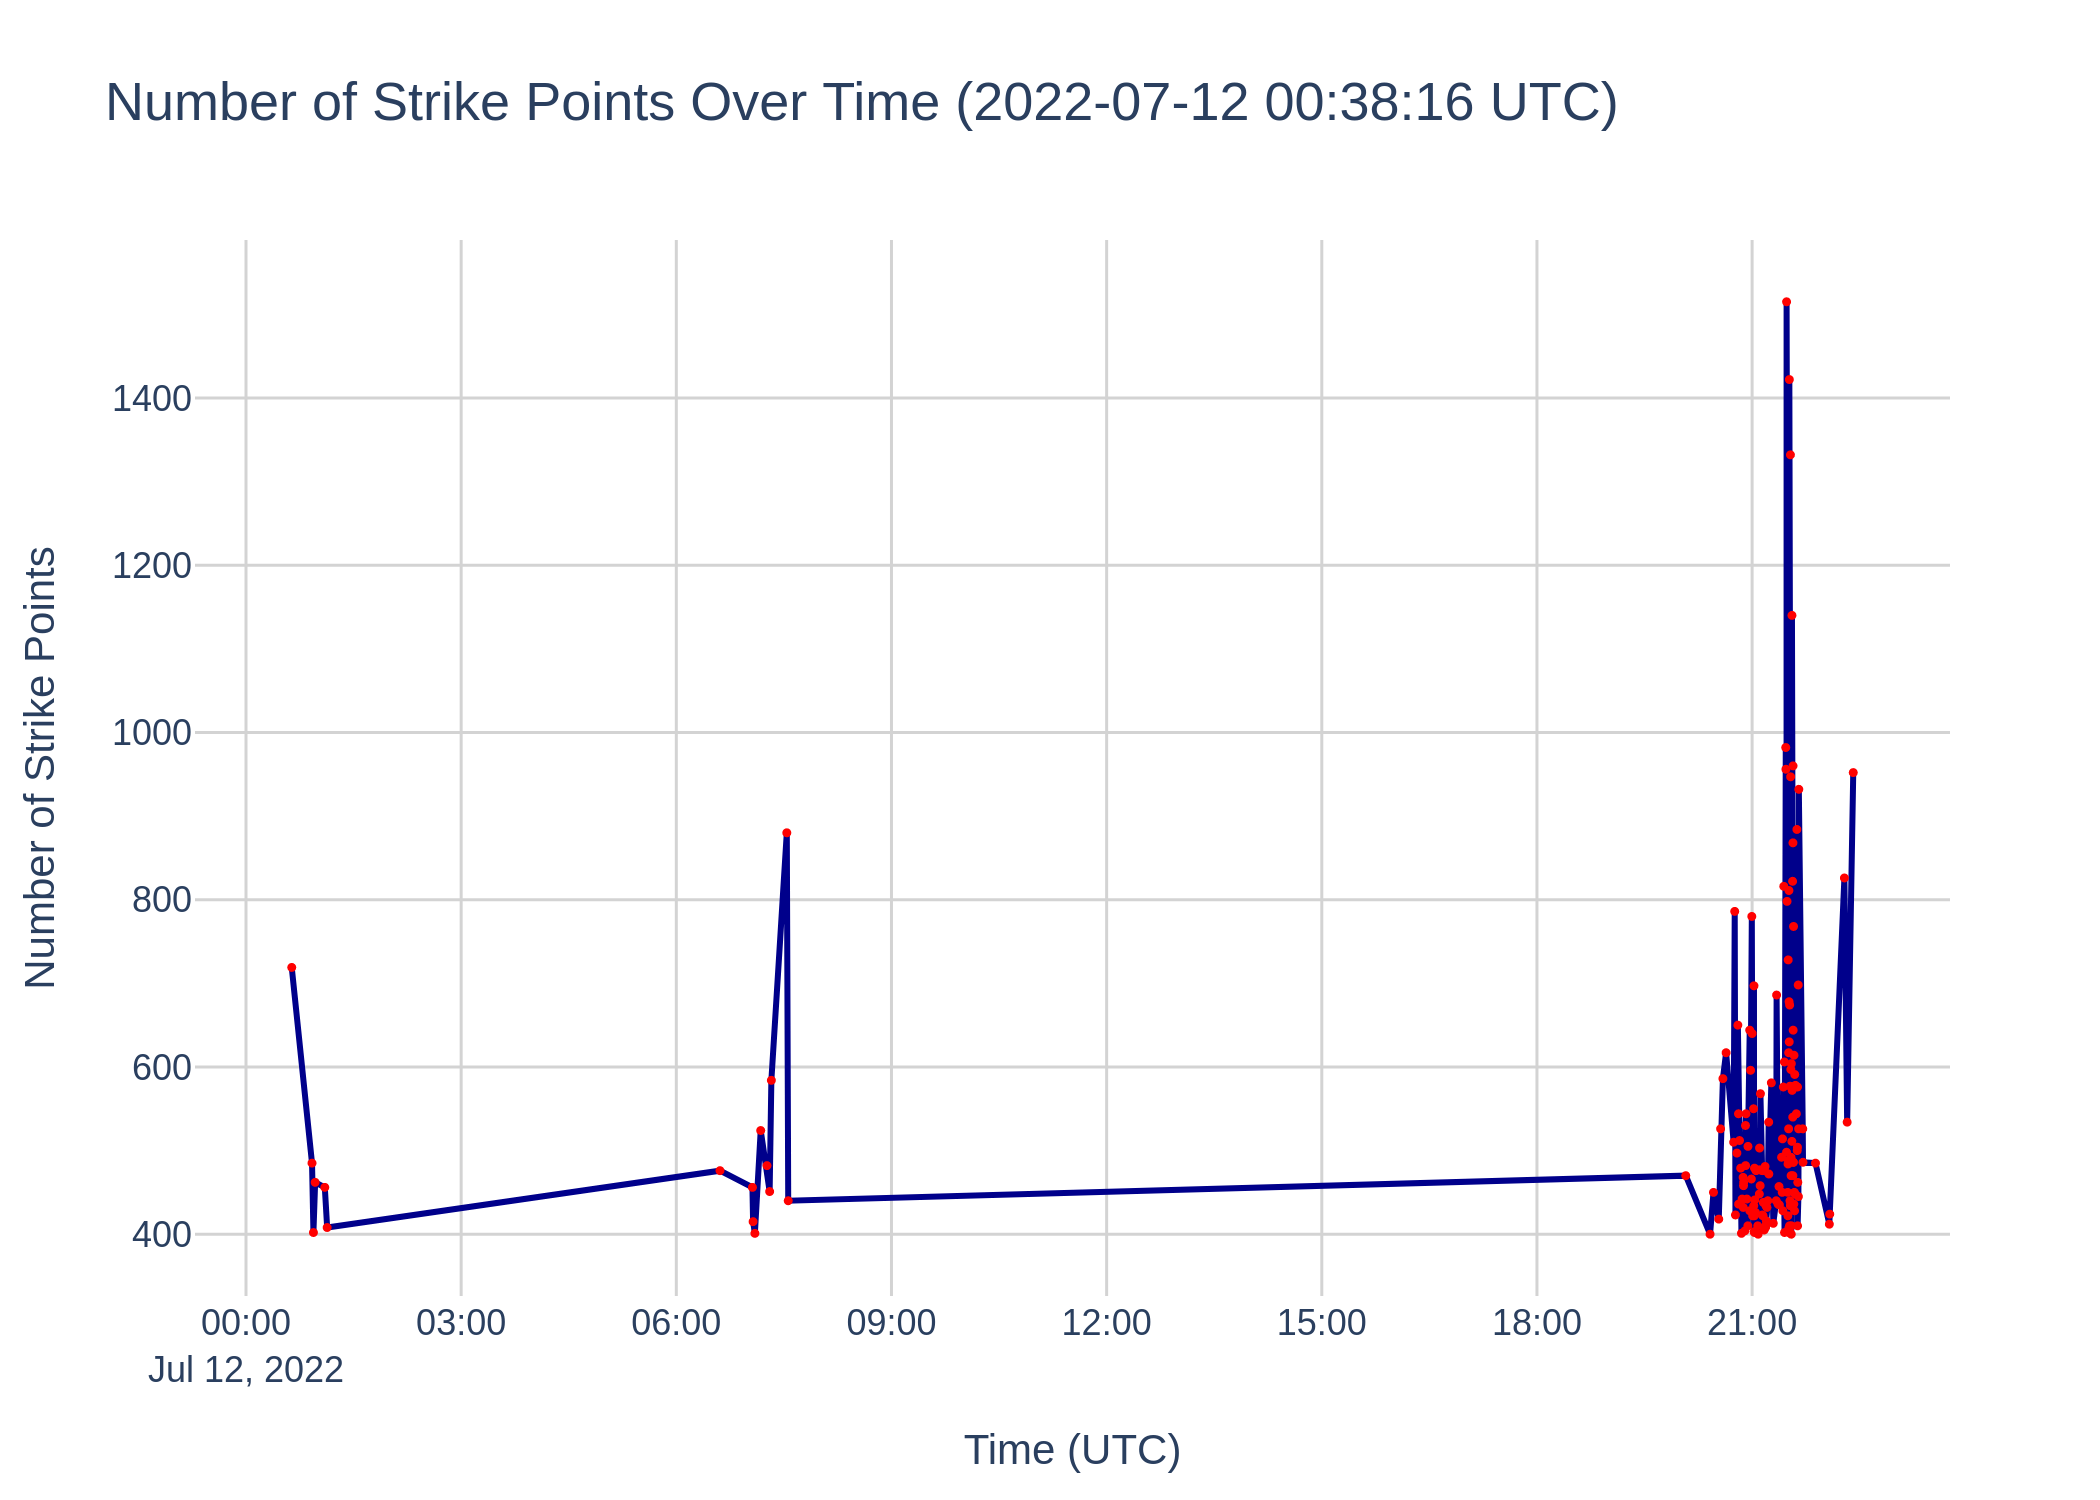 Number of Strike Points Over Time (2022-07-12 00:38:16 UTC)
Number of Strike Points
1400
1200
1000
800
600
400
00:00 03:00 06:00 09:00 12:00 15:00 18:00 21:00
Jul 12, 2022
Time (UTC)